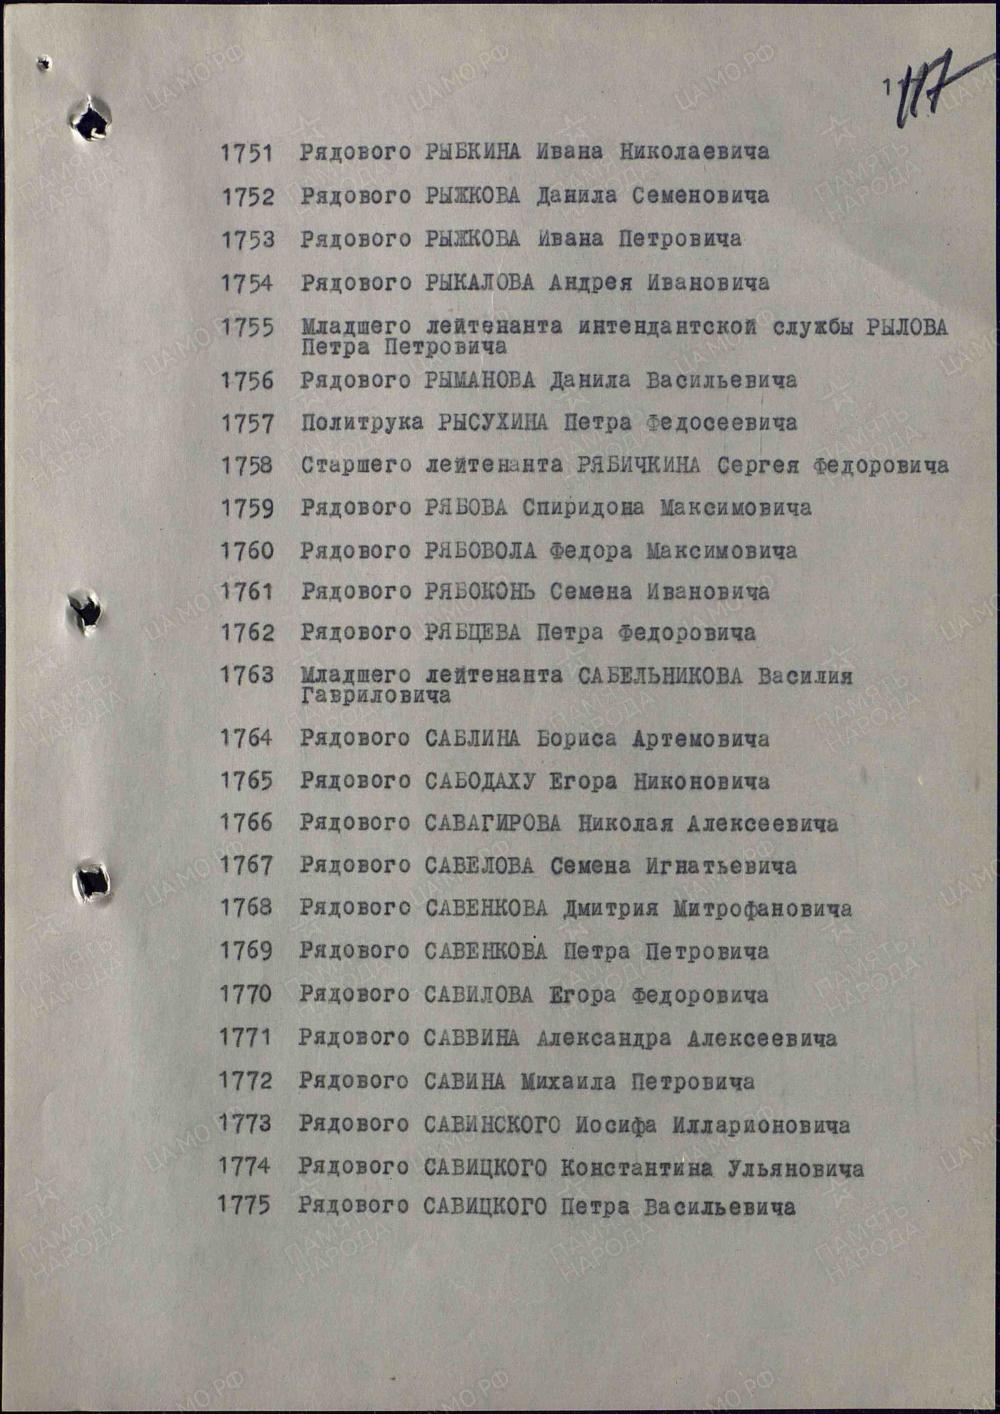 117
1751 Рядового РЫБКИНА Ивана Николаевича
1752 Рядового РЫЖКОВА Данила Семеновича
1753 Рядового РЫЖКОВА Ивана Петровича
1754 Рядового РЫКАЛОВА Андрея Ивановича
1755 Младшего лейтенанта интендантской службы РЫЛОВА
Петра Петровича
1756 Рядового РЫМАНОВА Данила Васильевича
1757 Политрука РЫСУХИНА Петра Федосеевича
1758 Старшего лейтенанта РЯБИЧКИНА Сергея Федоровича
1759 Рядового РЯБОВА Спиридона Максимовича
1760 Рядового РЯБОВОЛА Федора Максимовича
1761 Рядового РЯБОКОНЬ Семена Ивановича
1762 Рядового РЯБЦЕВА Петра Федоровича
1763 Младшего лейтенанта САБЕЛЬНИКОВА Василия
Гавриловича
1764 Рядового САБЛИНА Бориса Артемовича
1765 Рядового САБОДАХУ Егора Никоновича
1766 Рядового САВАГИРОВА Николая Алексеевича
1767 Рядового САВЕЛОВА Семена Игнатьевича
1768 Рядового САВЕНКОВА Дмитрия Митрофановича
1769 Рядового САВЕНКОВА Петра Петровича
1770 Рядового САВИЛОВА Егора Федоровича
1771 Рядового САВВИНА Александра Алексеевича
1772 Рядового САВИНА Михаила Петровича
1773 Рядового САВИНСКОГО Иосифа Илларионовича
1774 Рядового САВИЦКОГО Константина Ульяновича
1775 Рядового САВИЦКОГО Петра Васильевича